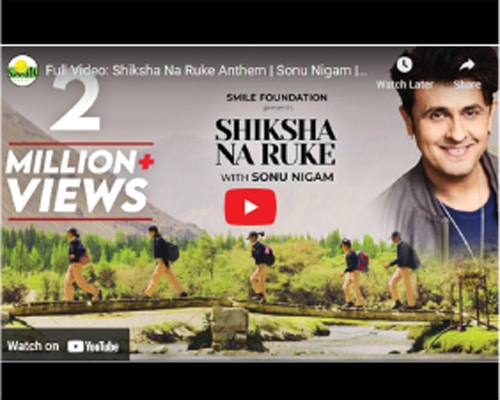 Full Video: Shiksha Na Ruke Anthem | Sonu Nigam |...
Watch Later
Share
2
MILLION+
VIEWS
SMILE FOUNDATION
presents
SHIKSHA
NA RUKE
WITH SONU NIGAM
Watch on YouTube